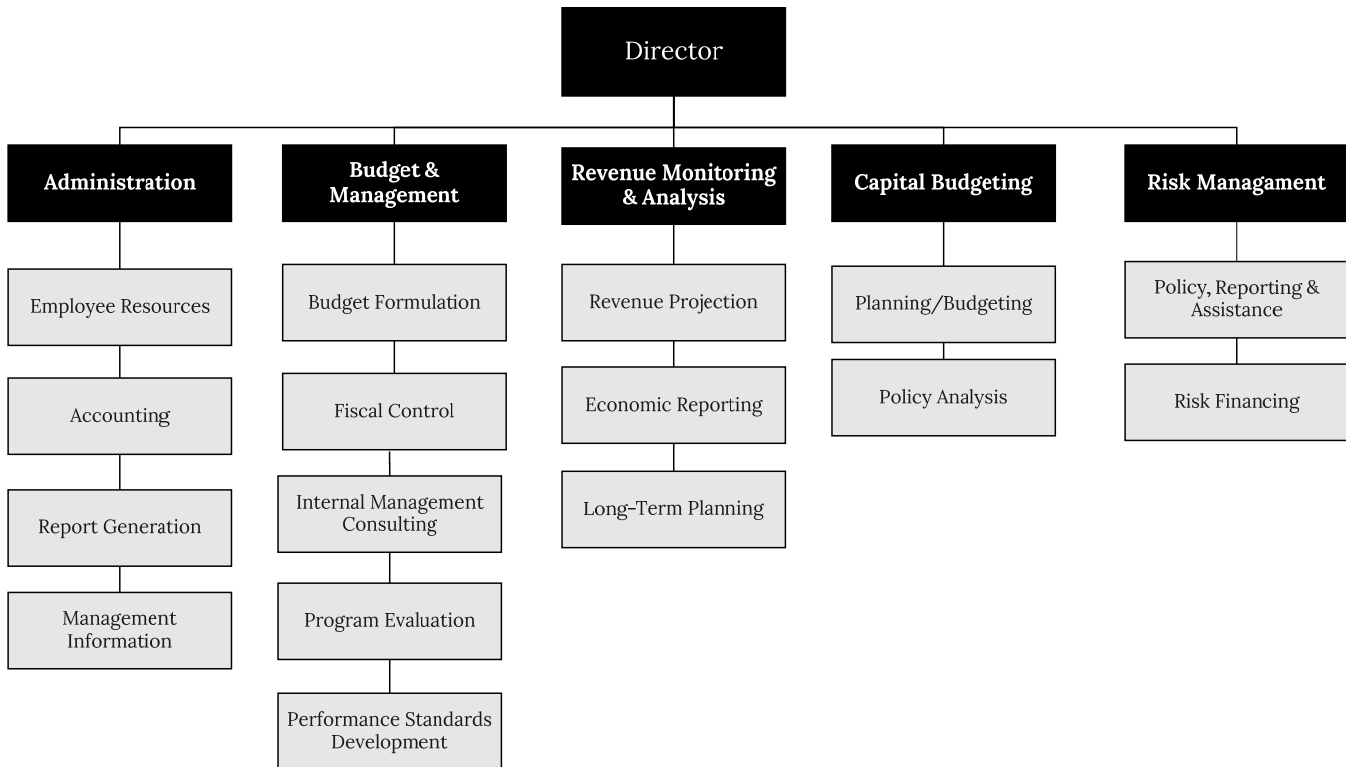 Director
Administration
Employee Resources
Accounting
Report Generation
Management
Information
Budget &
Management
Budget Formulation
Fiscal Control
Internal Management
Consulting
Program Evaluation
Performance Standards
Development
Revenue Monitoring
& Analysis
Revenue Projection
Economic Reporting
Long-Term Planning
Capital Budgeting
Planning/Budgeting
Policy Analysis
Risk Managament
Policy, Reporting &
Assistance
Risk Financing